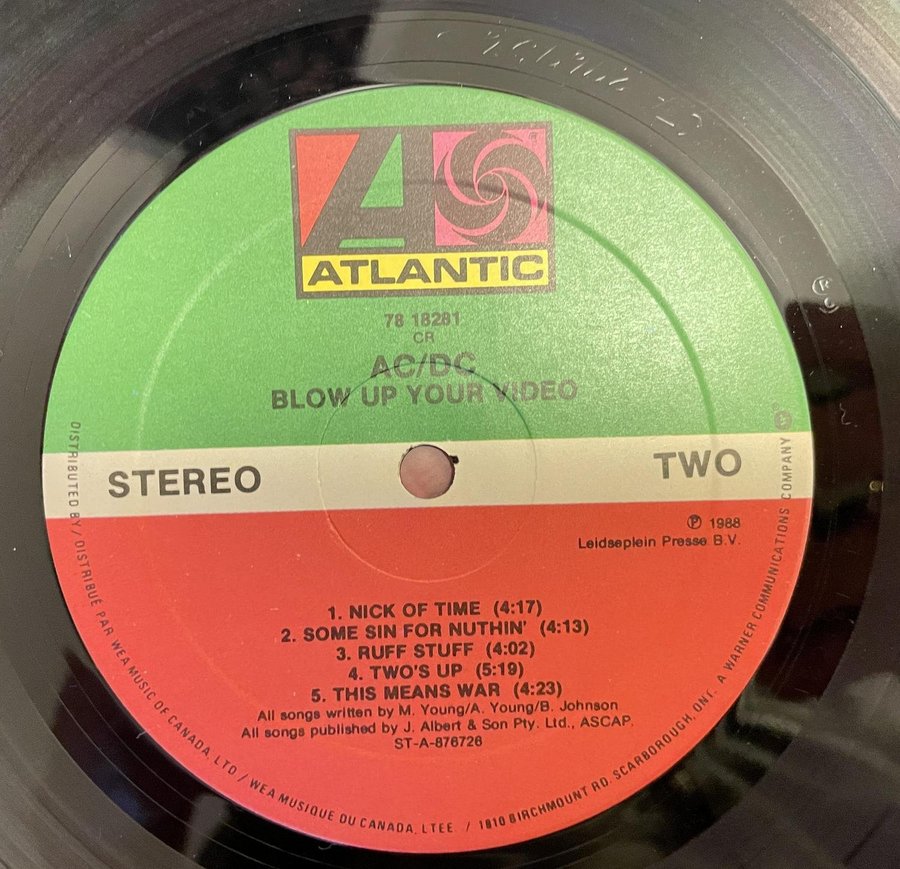 ATLANTIC
®
78 18281
CR
AC/DC
BLOW UP YOUR VIDEO
STEREO
TWO
℗ 1988
Leidseplein Presse B.V.
1. NICK OF TIME (4:17)
2. SOME SIN FOR NUTHIN' (4:13)
3. RUFF STUFF (4:02)
4. TWO'S UP (5:19)
5. THIS MEANS WAR (4:23)
All songs written by M. Young/A. Young/B. Johnson
All songs published by J. Albert & Son Pty. Ltd., ASCAP.
ST-A-876726
DISTRIBUTED BY / DISTRIBUÉ PAR WEA MUSIC OF CANADA, LTD / WEA MUSIQUE DU CANADA, LTEE. / 1810 BIRCHMOUNT RD. SCARBOROUGH, ONT. A WARNER COMMUNICATIONS COMPANY